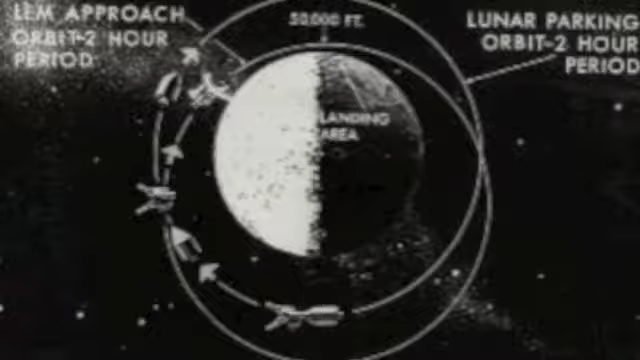 LEM APPROACH
ORBIT-2 HOUR
PERIOD
50,000 FT.
LUNAR PARKING
ORBIT-2 HOUR
PERIOD
LANDING
AREA